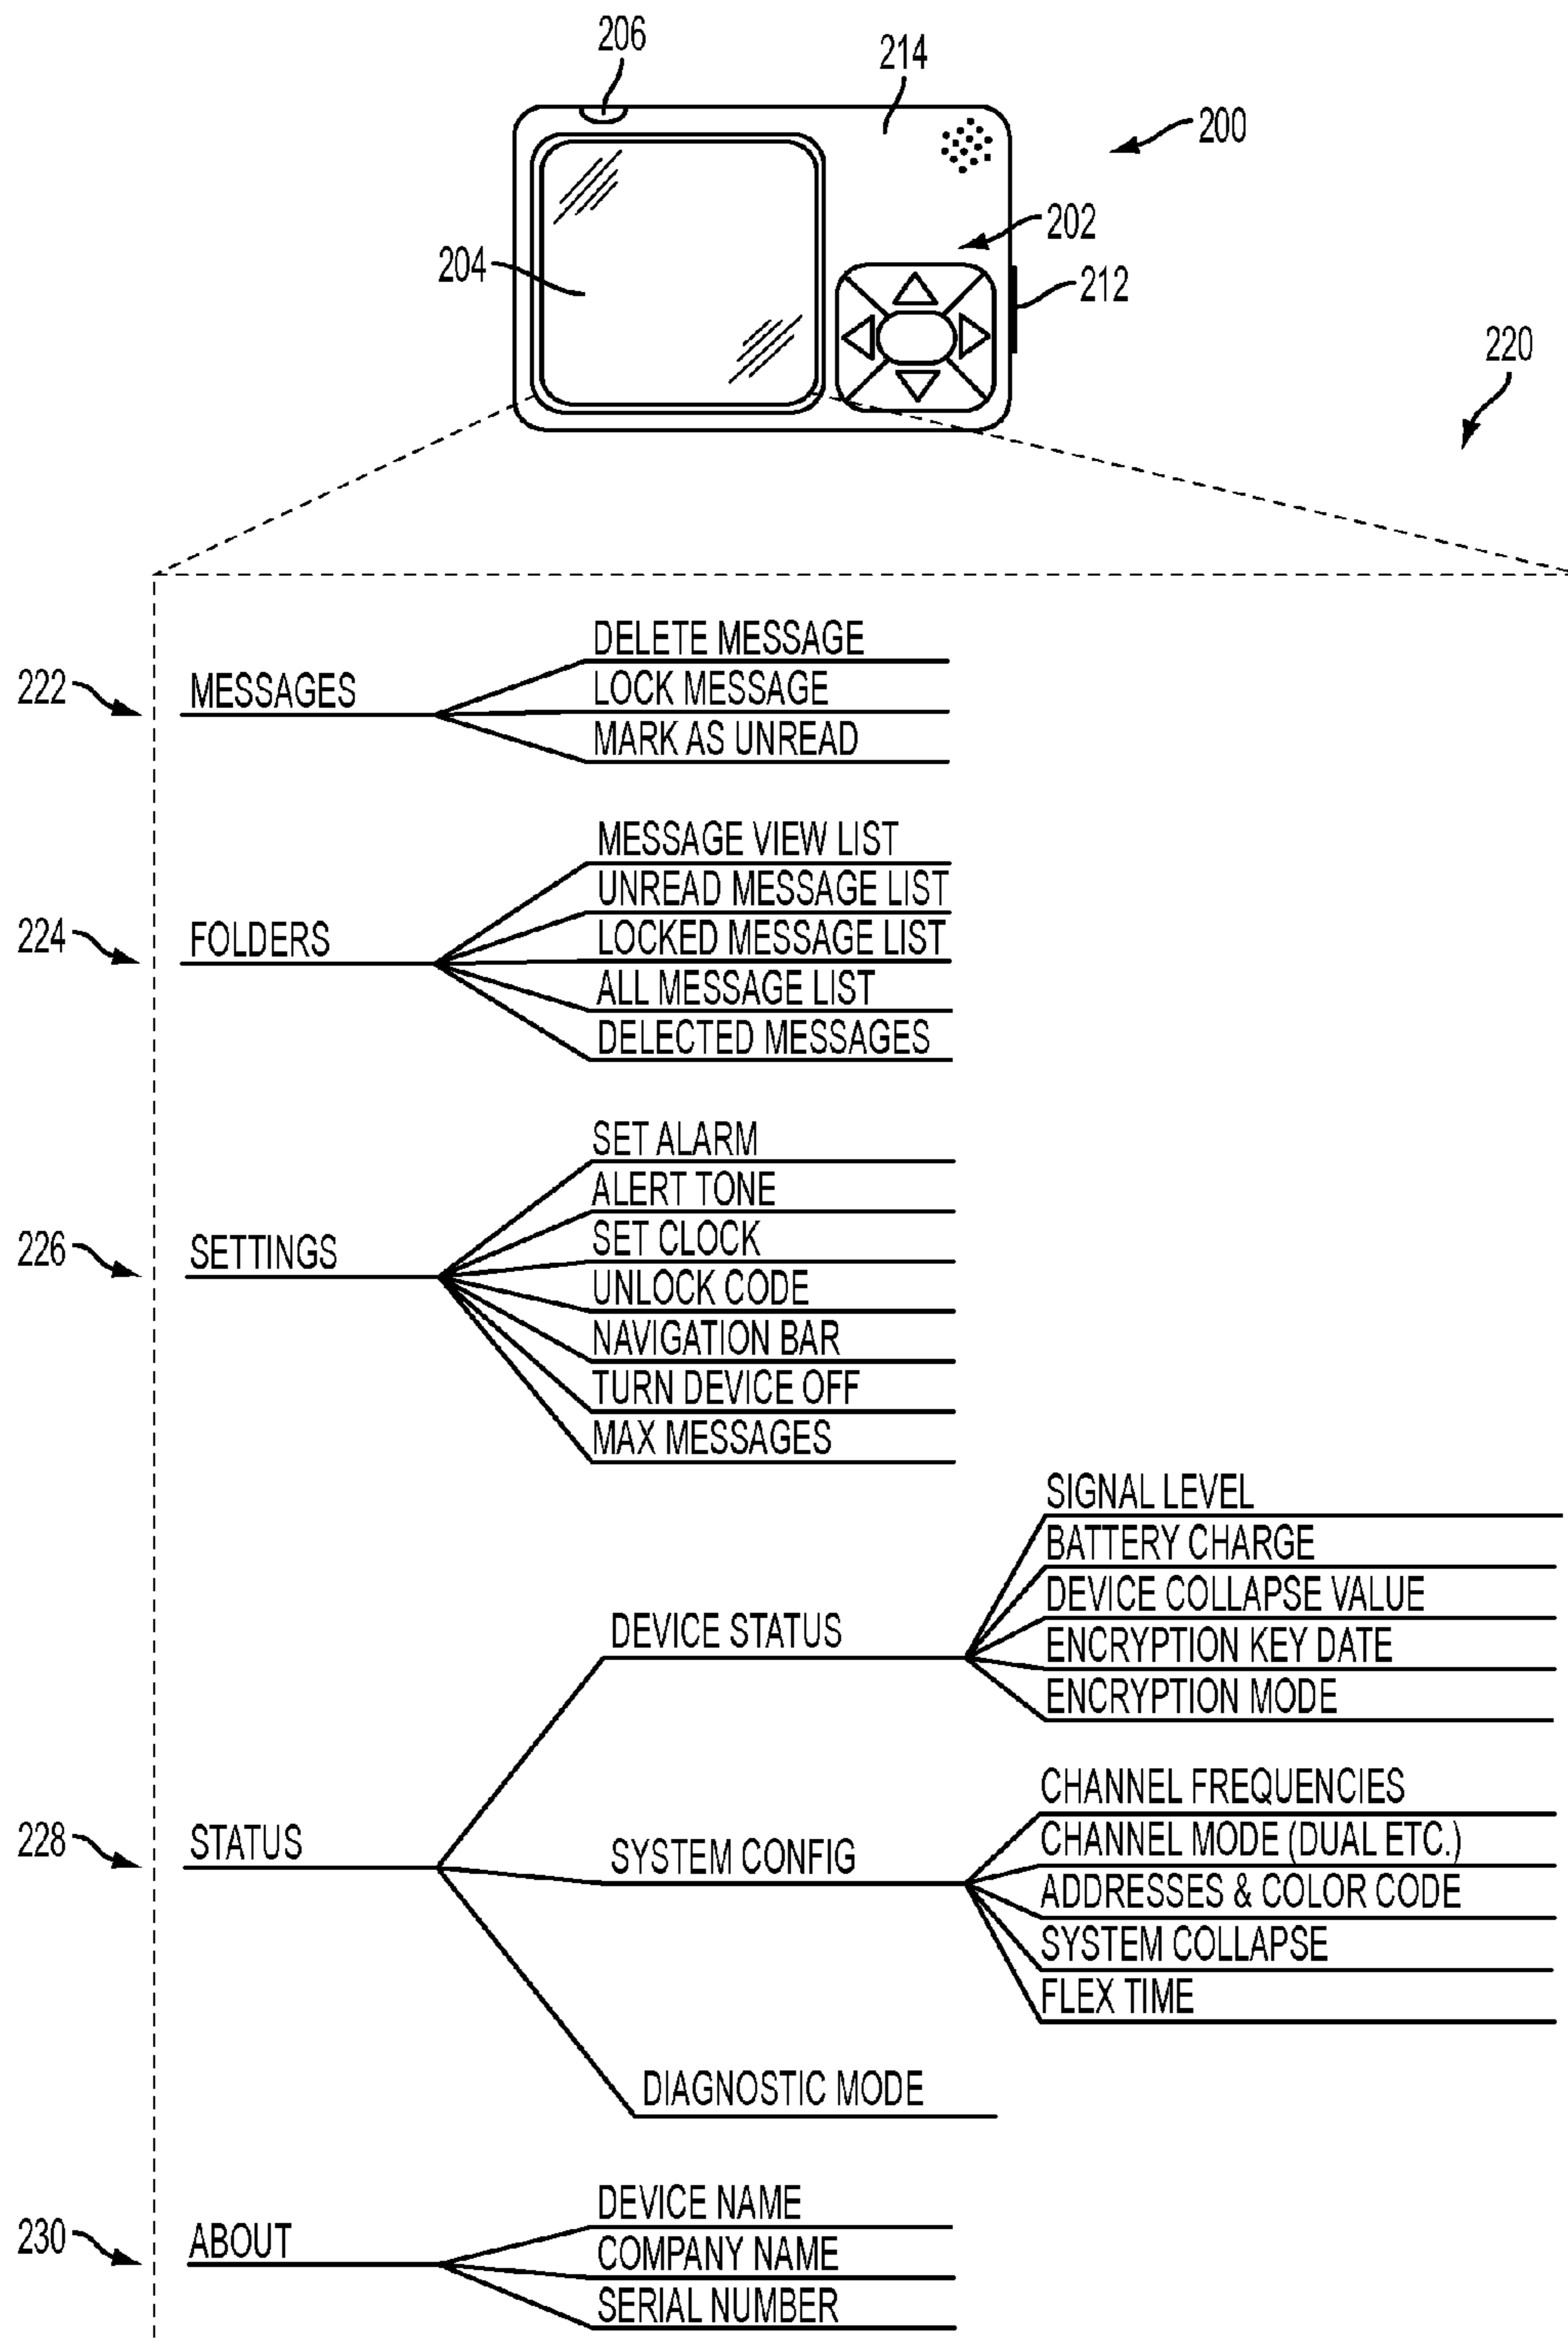 206
214
200
202
204
212
220
222
MESSAGES
DELETE MESSAGE
LOCK MESSAGE
MARK AS UNREAD
224
FOLDERS
MESSAGE VIEW LIST
UNREAD MESSAGE LIST
LOCKED MESSAGE LIST
ALL MESSAGE LIST
DELECTED MESSAGES
226
SETTINGS
SET ALARM
ALERT TONE
SET CLOCK
UNLOCK CODE
NAVIGATION BAR
TURN DEVICE OFF
MAX MESSAGES
228
STATUS
DEVICE STATUS
SIGNAL LEVEL
BATTERY CHARGE
DEVICE COLLAPSE VALUE
ENCRYPTION KEY DATE
ENCRYPTION MODE
SYSTEM CONFIG
CHANNEL FREQUENCIES
CHANNEL MODE (DUAL ETC.)
ADDRESSES & COLOR CODE
SYSTEM COLLAPSE
FLEX TIME
DIAGNOSTIC MODE
230
ABOUT
DEVICE NAME
COMPANY NAME
SERIAL NUMBER